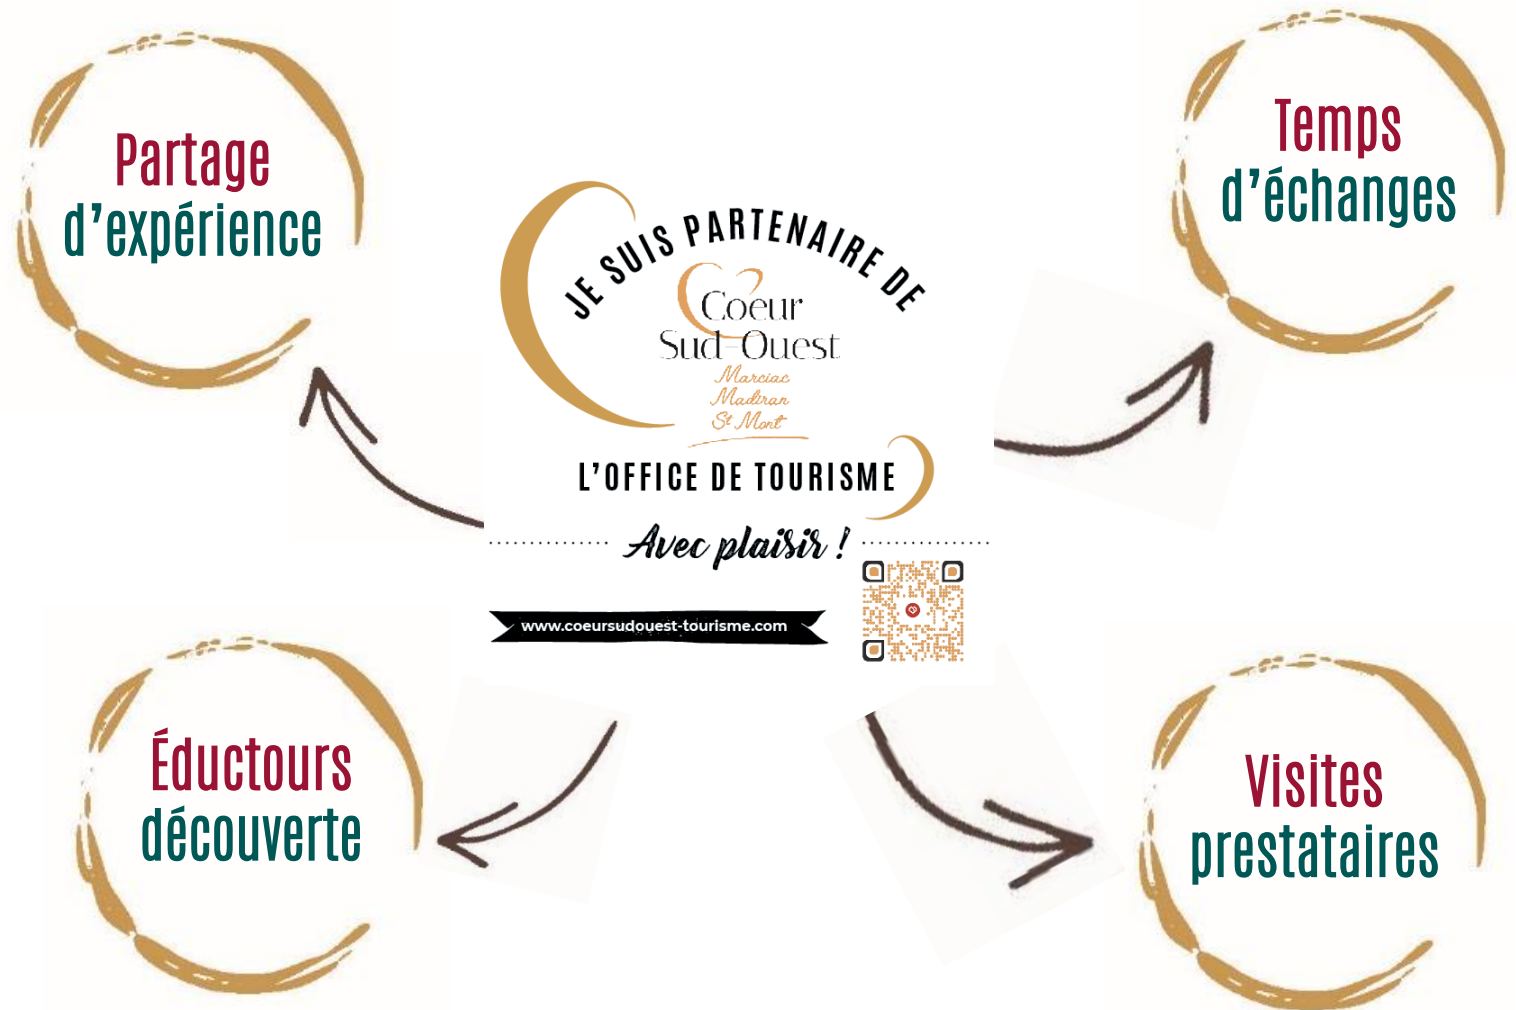 Partage
d’expérience
Temps
d’échanges
JE SUIS PARTENAIRE DE
Coeur
Sud-Ouest
Marciac
Madiran
St Mont
L’OFFICE DE TOURISME
Avec plaisir !
www.coeursudouest-tourisme.com
Éductours
découverte
Visites
prestataires